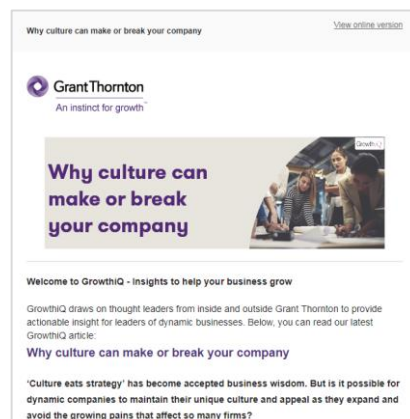 Why culture can make or break your company
View online version
Grant Thornton
An instinct for growth™
Why culture can
make or break
your company
GrowthiQ
Welcome to GrowthiQ - Insights to help your business grow
GrowthiQ draws on thought leaders from inside and outside Grant Thornton to provide
actionable insight for leaders of dynamic businesses. Below, you can read our latest
GrowthiQ article:
Why culture can make or break your company
'Culture eats strategy' has become accepted business wisdom. But is it possible for
dynamic companies to maintain their unique culture and appeal as they expand and
avoid the growing pains that affect so many firms?